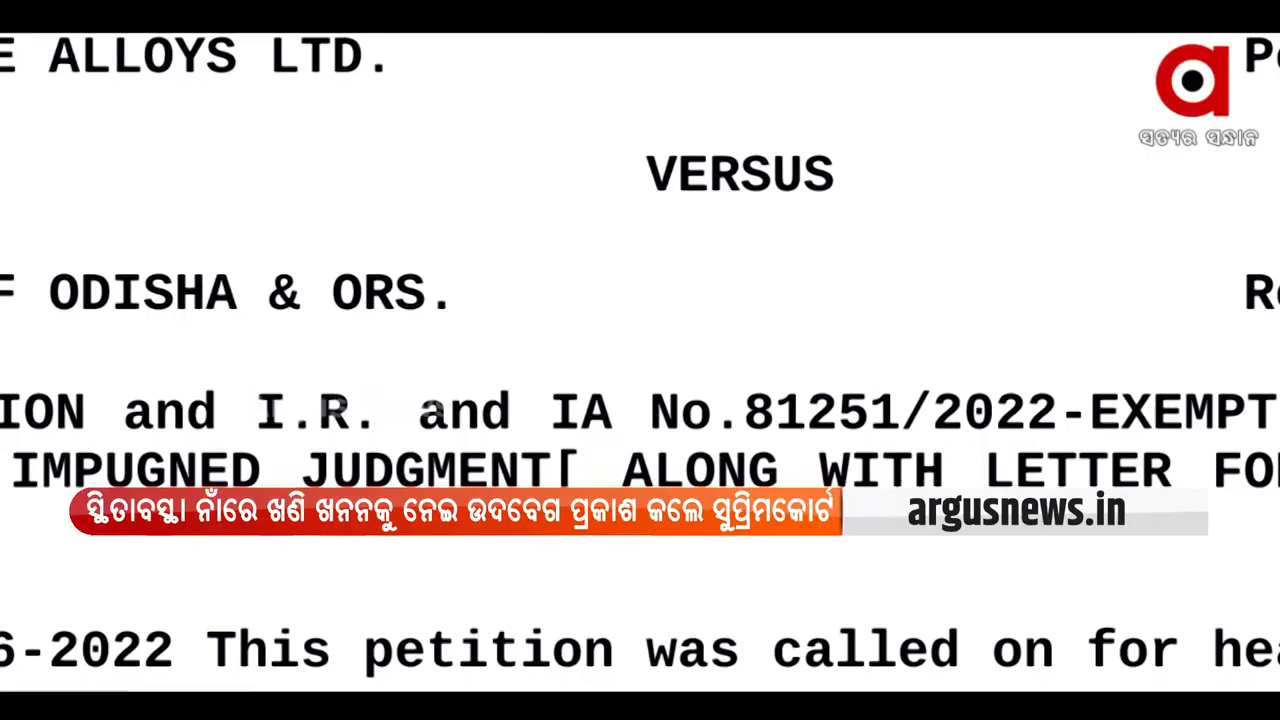 E ALLOYS LTD.
ସତ୍ୟର ସନ୍ଧାନ
VERSUS
F ODISHA & ORS.
ION and I.R. and IA No.81251/2022-EXEMPT
IMPUGNED JUDGMENT[ ALONG WITH LETTER FO
ସ୍ଥିତାବସ୍ଥା ନାଁରେ ଖଣି ଖନନକୁ ନେଇ ଉଦବେଗ ପ୍ରକାଶ କଲେ ସୁପ୍ରିମକୋର୍ଟ
argusnews.in
6-2022 This petition was called on for hea